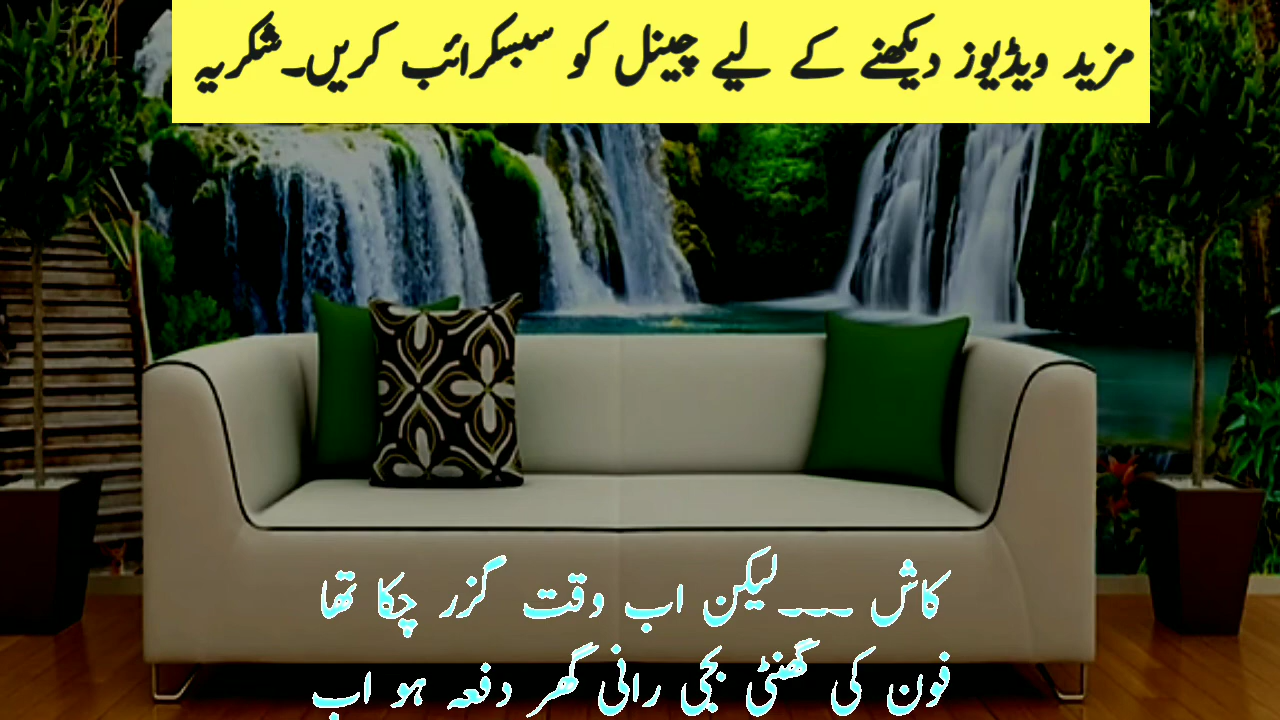 مزید ویڈیوز دیکھنے کے لیے چینل کو سبسکرائب کریں۔شکریہ
کاش ۔۔۔لیکن اب وقت گزر چکا تھا
فون کی گھنٹی بجی رانی گھر دفعہ ہو اب